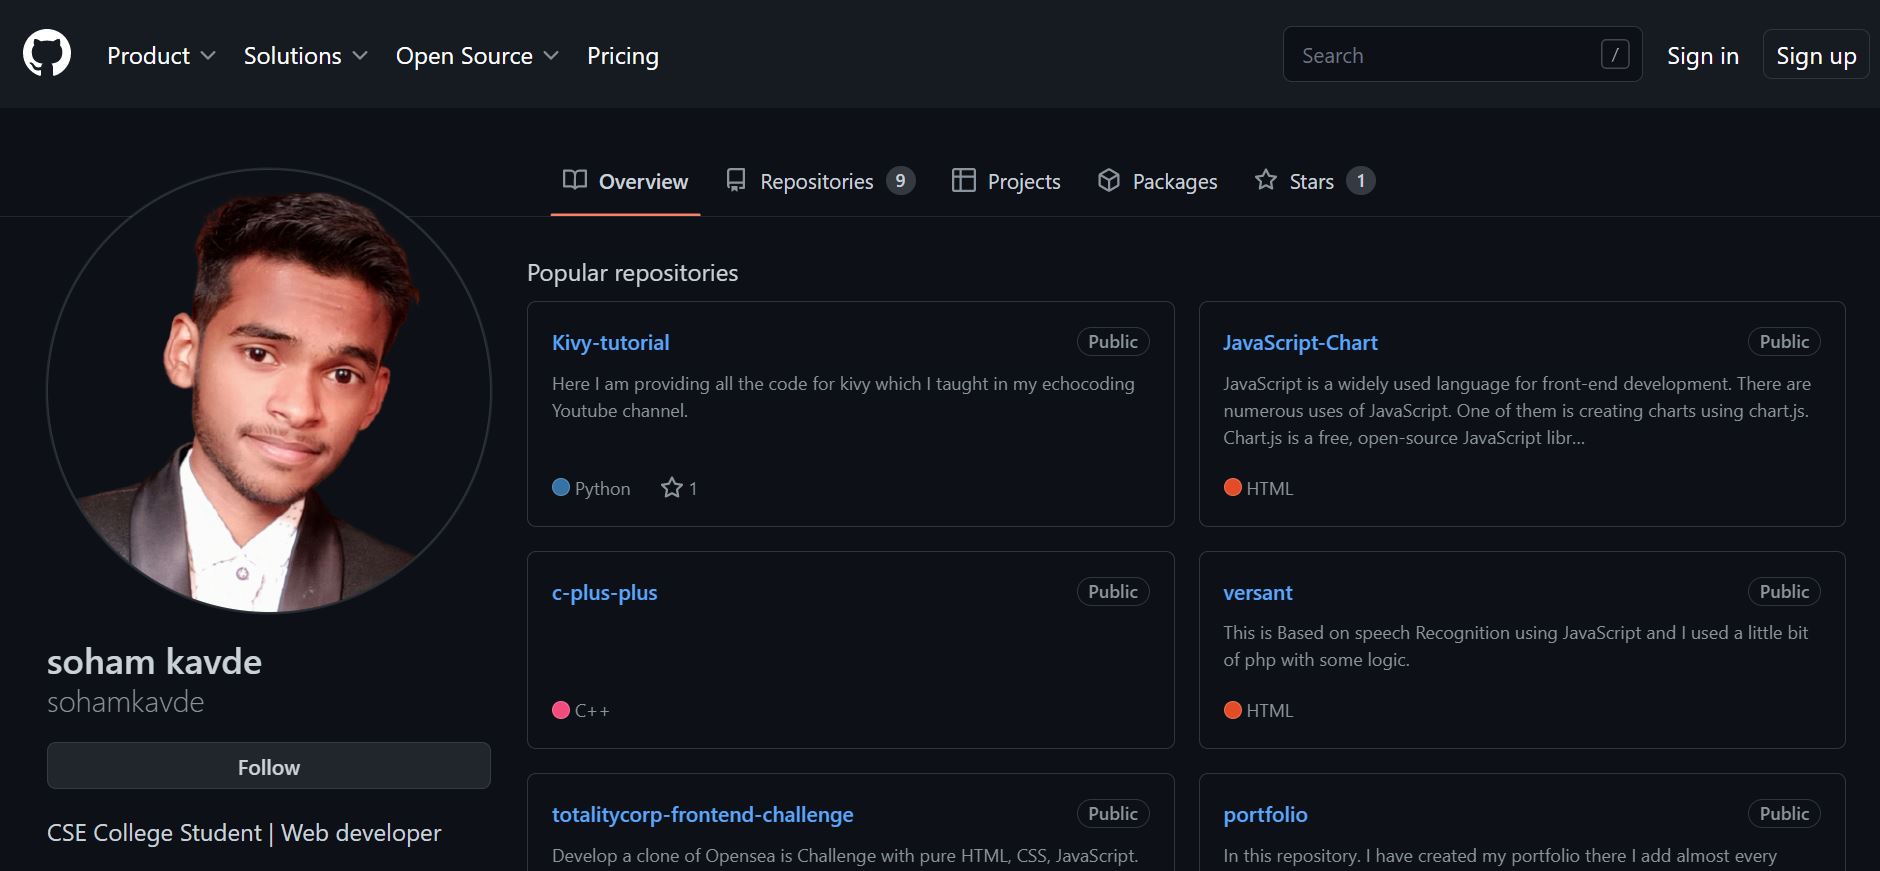 Product
Solutions
Open Source
Pricing
Search
/
Sign in
Sign up
Overview
Repositories 9
Projects
Packages
Stars 1
soham kavde
sohamkavde
Follow
CSE College Student | Web developer
Popular repositories
Kivy-tutorial
Public
Here I am providing all the code for kivy which I taught in my echocoding
Youtube channel.
Python
1
JavaScript-Chart
Public
JavaScript is a widely used language for front-end development. There are
numerous uses of JavaScript. One of them is creating charts using chart.js.
Chart.js is a free, open-source JavaScript libr...
HTML
c-plus-plus
Public
C++
versant
Public
This is Based on speech Recognition using JavaScript and I used a little bit
of php with some logic.
HTML
totalitycorp-frontend-challenge
Public
Develop a clone of Opensea is Challenge with pure HTML, CSS, JavaScript.
portfolio
Public
In this repository. I have created my portfolio there I add almost every